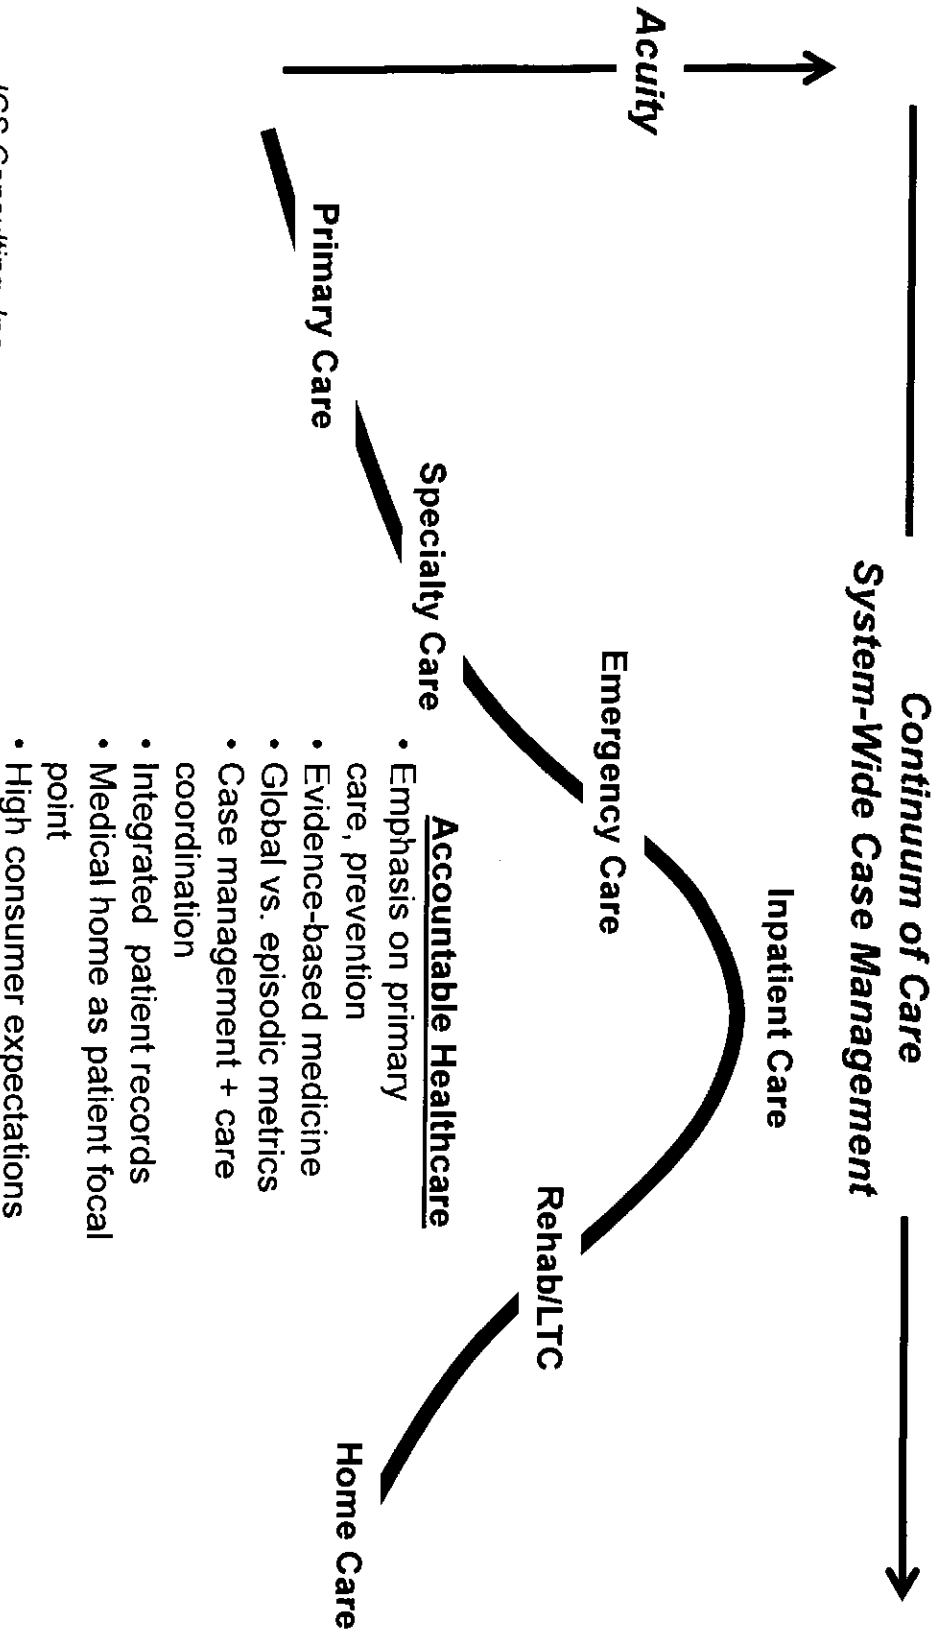 Continuum of Care
System-Wide Case Management
Acuity
Primary Care
Specialty Care
Emergency Care
Inpatient Care
Rehab/LTC
Home Care
Accountable Healthcare
• Emphasis on primary
care, prevention
• Evidence-based medicine
• Global vs. episodic metrics
• Case management + care
coordination
• Integrated patient records
• Medical home as patient focal
point
• High consumer expectations
Consulting, Inc